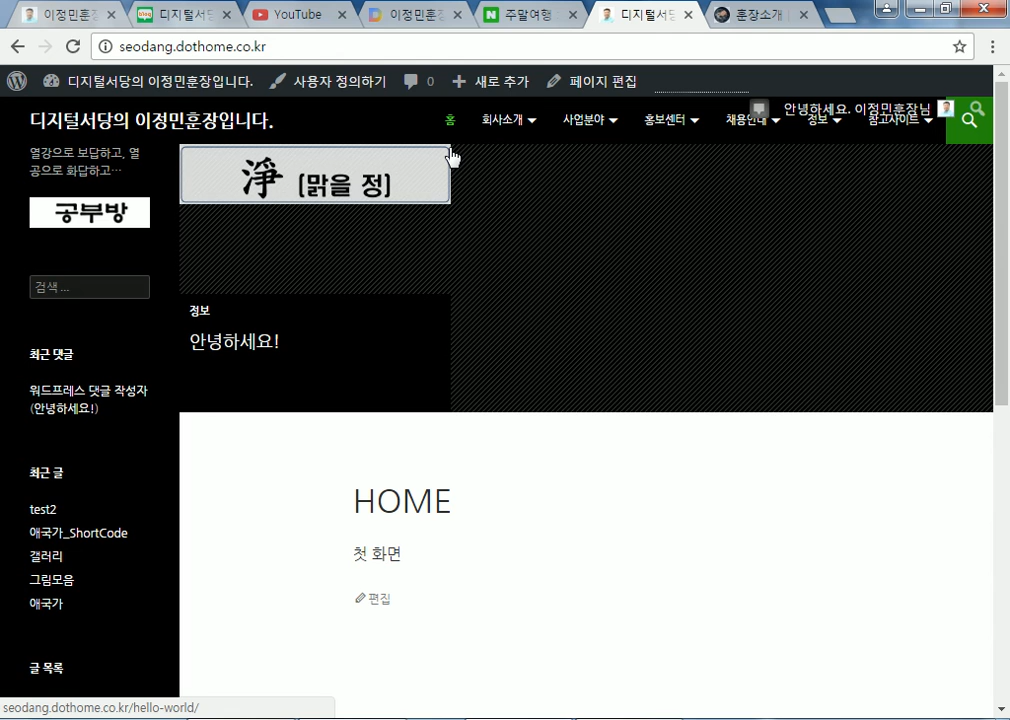 이정민훈장
디지털서당
YouTube
이정민훈장
주말여행
디지털서당
훈장소개
seodang.dothome.co.kr
디지털서당의 이정민훈장입니다.
사용자 정의하기
0
새로 추가
페이지 편집
안녕하세요. 이정민훈장님
디지털서당의 이정민훈장입니다.
홈
회사소개
사업분야
홍보센터
채용안내
정보
참고사이트
열강으로 보답하고, 열
공으로 화답하고…
공부방
淨 (맑을 정)
검색 …
정보
안녕하세요!
최근 댓글
워드프레스 댓글 작성자
(안녕하세요!)
최근 글
test2
애국가_ShortCode
갤러리
그림모음
애국가
글 목록
HOME
첫 화면
편집
seodang.dothome.co.kr/hello-world/